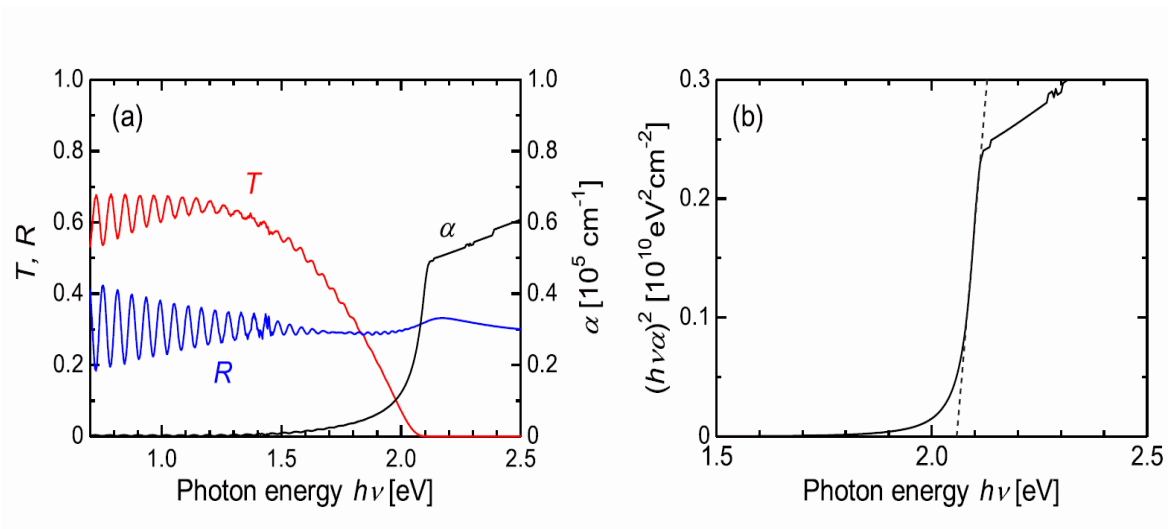 (a)
T
R
α
1.0
0.8
0.6
0.4
0.2
0
T, R
1.0
0.8
0.6
0.4
0.2
0
α [10⁵ cm⁻¹]
1.0
1.5
2.0
2.5
Photon energy hν [eV]
(b)
0.3
0.2
0.1
0
(hνα)² [10¹⁰eV²cm⁻²]
1.5
2.0
2.5
Photon energy hν [eV]